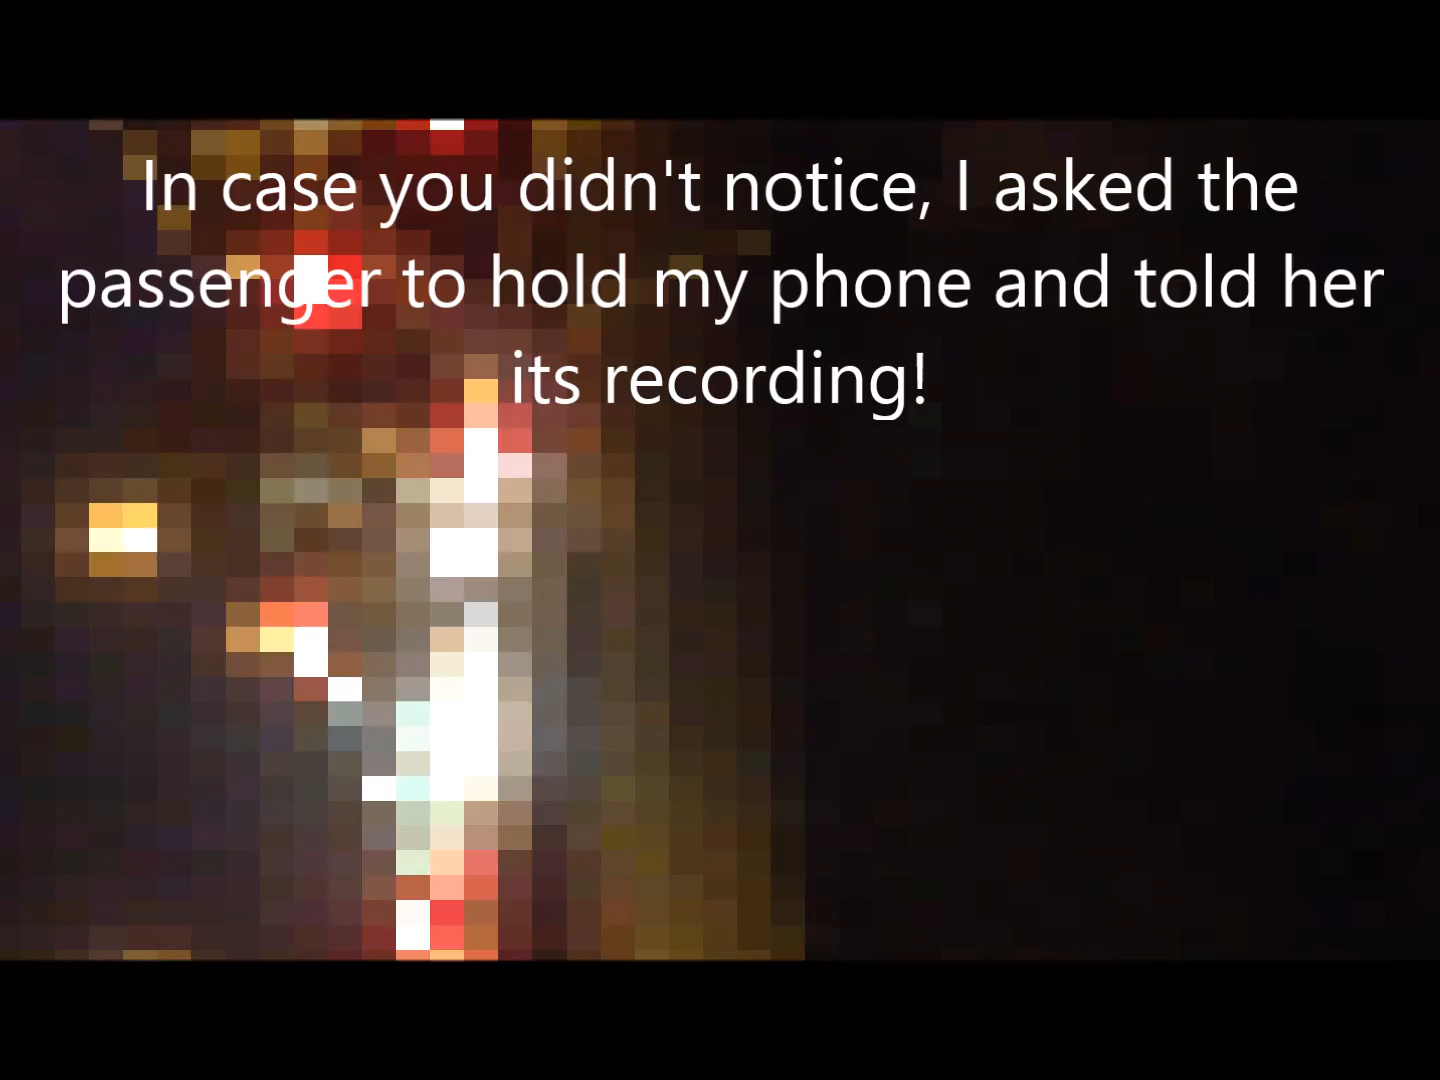 In case you didn't notice, I asked the
passenger to hold my phone and told her
its recording!